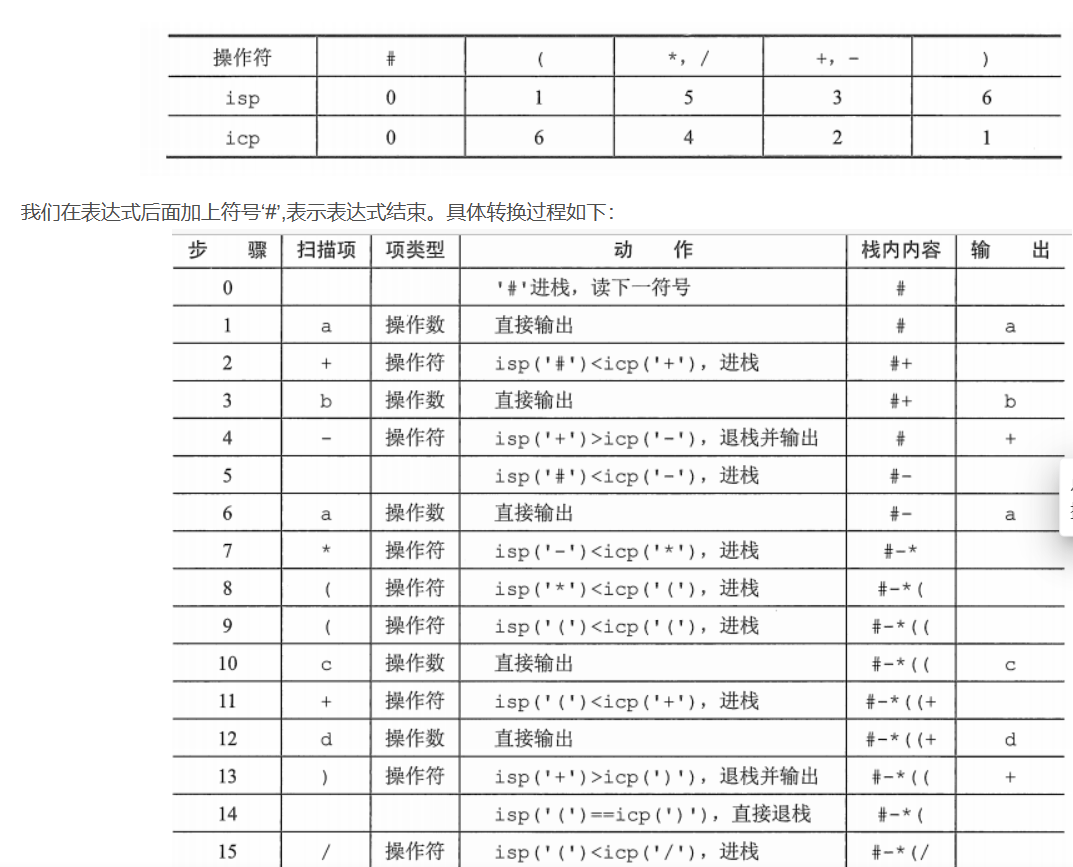 操作符 # ( *, / +, - )
isp 0 1 5 3 6
icp 0 6 4 2 1
我们在表达式后面加上符号‘#’,表示表达式结束。具体转换过程如下:
步 骤 扫描项 项类型 动 作 栈内内容 输 出
0 '#'进栈，读下一符号 #
1 a 操作数 直接输出 # a
2 + 操作符 isp('#')<icp('+')，进栈 #+
3 b 操作数 直接输出 #+ b
4 - 操作符 isp('+')>icp('-')，退栈并输出 # +
5 isp('#')<icp('-')，进栈 #-
6 a 操作数 直接输出 #- a
7 * 操作符 isp('-')<icp('*')，进栈 #-*
8 ( 操作符 isp('*')<icp('(')，进栈 #-*(
9 ( 操作符 isp('(')<icp('(')，进栈 #-*((
10 c 操作数 直接输出 #-*(( c
11 + 操作符 isp('(')<icp('+')，进栈 #-*((+
12 d 操作数 直接输出 #-*((+ d
13 ) 操作符 isp('+')>icp(')')，退栈并输出 #-*(( +
14 isp('(')==icp(')')，直接退栈 #-*(
15 / 操作符 isp('(')<icp('/')，进栈 #-*(/